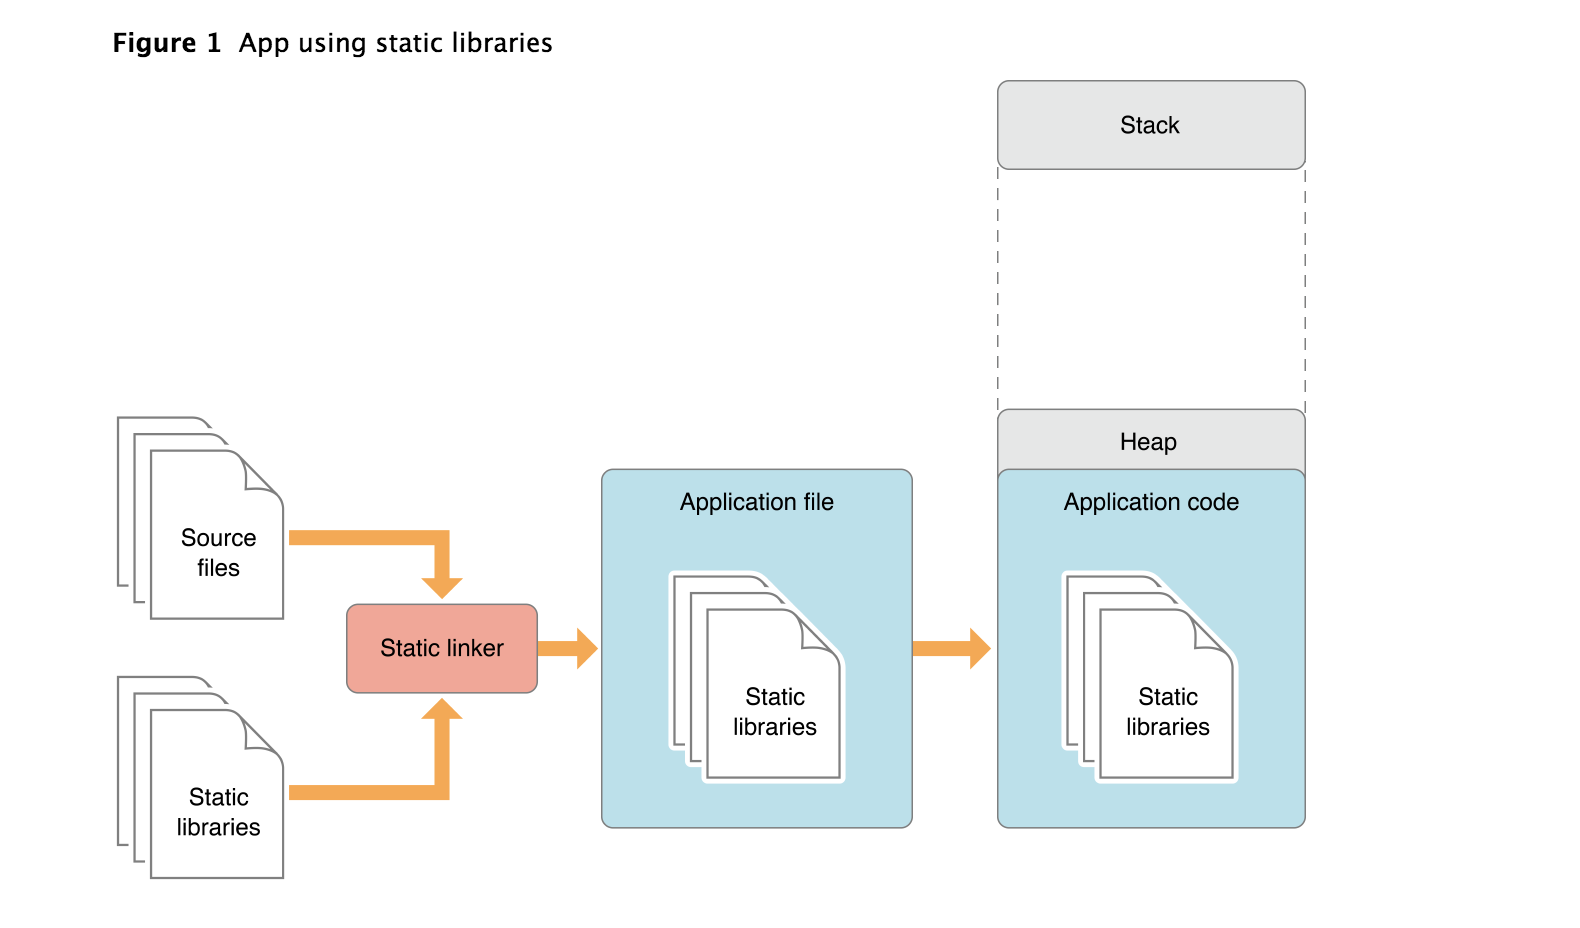 Figure 1  App using static libraries
Stack
Heap
Source
files
Static
libraries
Static linker
Application file
Static
libraries
Application code
Static
libraries